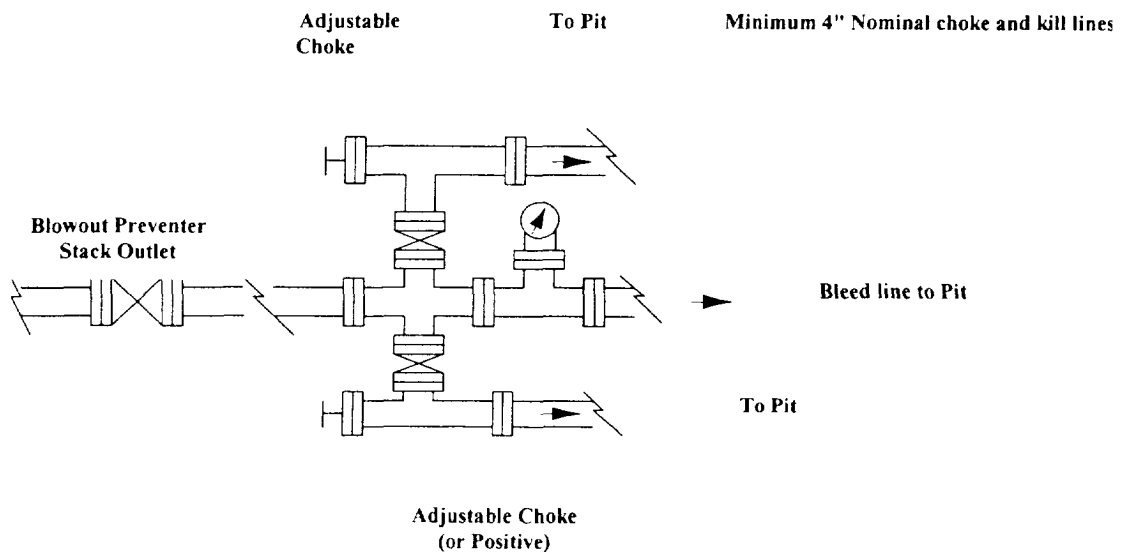 Adjustable
Choke
To Pit
Minimum 4" Nominal choke and kill lines
Blowout Preventer
Stack Outlet
Bleed line to Pit
To Pit
Adjustable Choke
(or Positive)